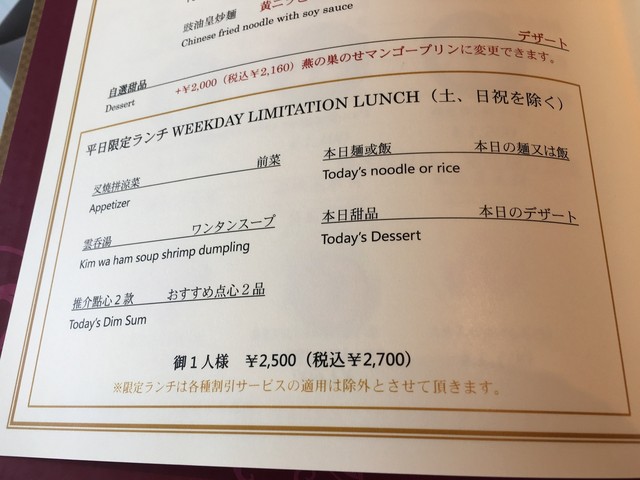 豉油皇炒麺 黄ニ
Chinese fried noodle with soy sauce
自選甜品 デザート
Dessert
+¥2,000（税込¥2,160）燕の巣のせマンゴープリンに変更できます。
平日限定ランチ WEEKDAY LIMITATION LUNCH（土、日祝を除く）
叉焼拼涼菜 前菜
Appetizer
雲呑湯 ワンタンスープ
Kim wa ham soup shrimp dumpling
推介點心２款 おすすめ点心２品
Today's Dim Sum
本日麺或飯 本日の麺又は飯
Today's noodle or rice
本日甜品 本日のデザート
Today's Dessert
御１人様 ¥2,500（税込¥2,700）
※限定ランチは各種割引サービスの適用は除外とさせて頂きます。